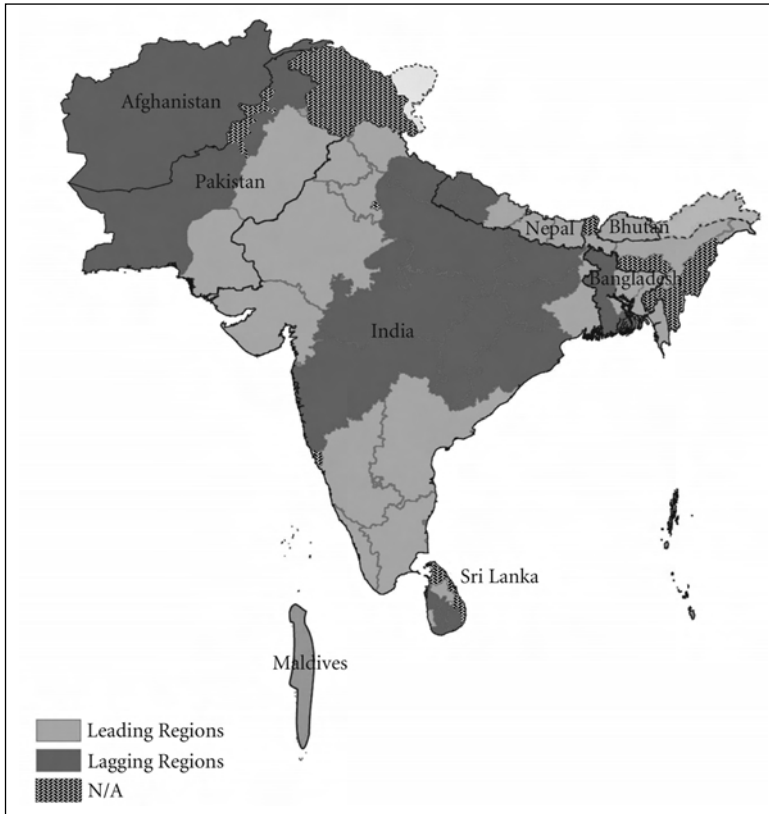 Afghanistan
Pakistan
Nepal
Bhutan
Bangladesh
India
Sri Lanka
Maldives
Leading Regions
Lagging Regions
N/A